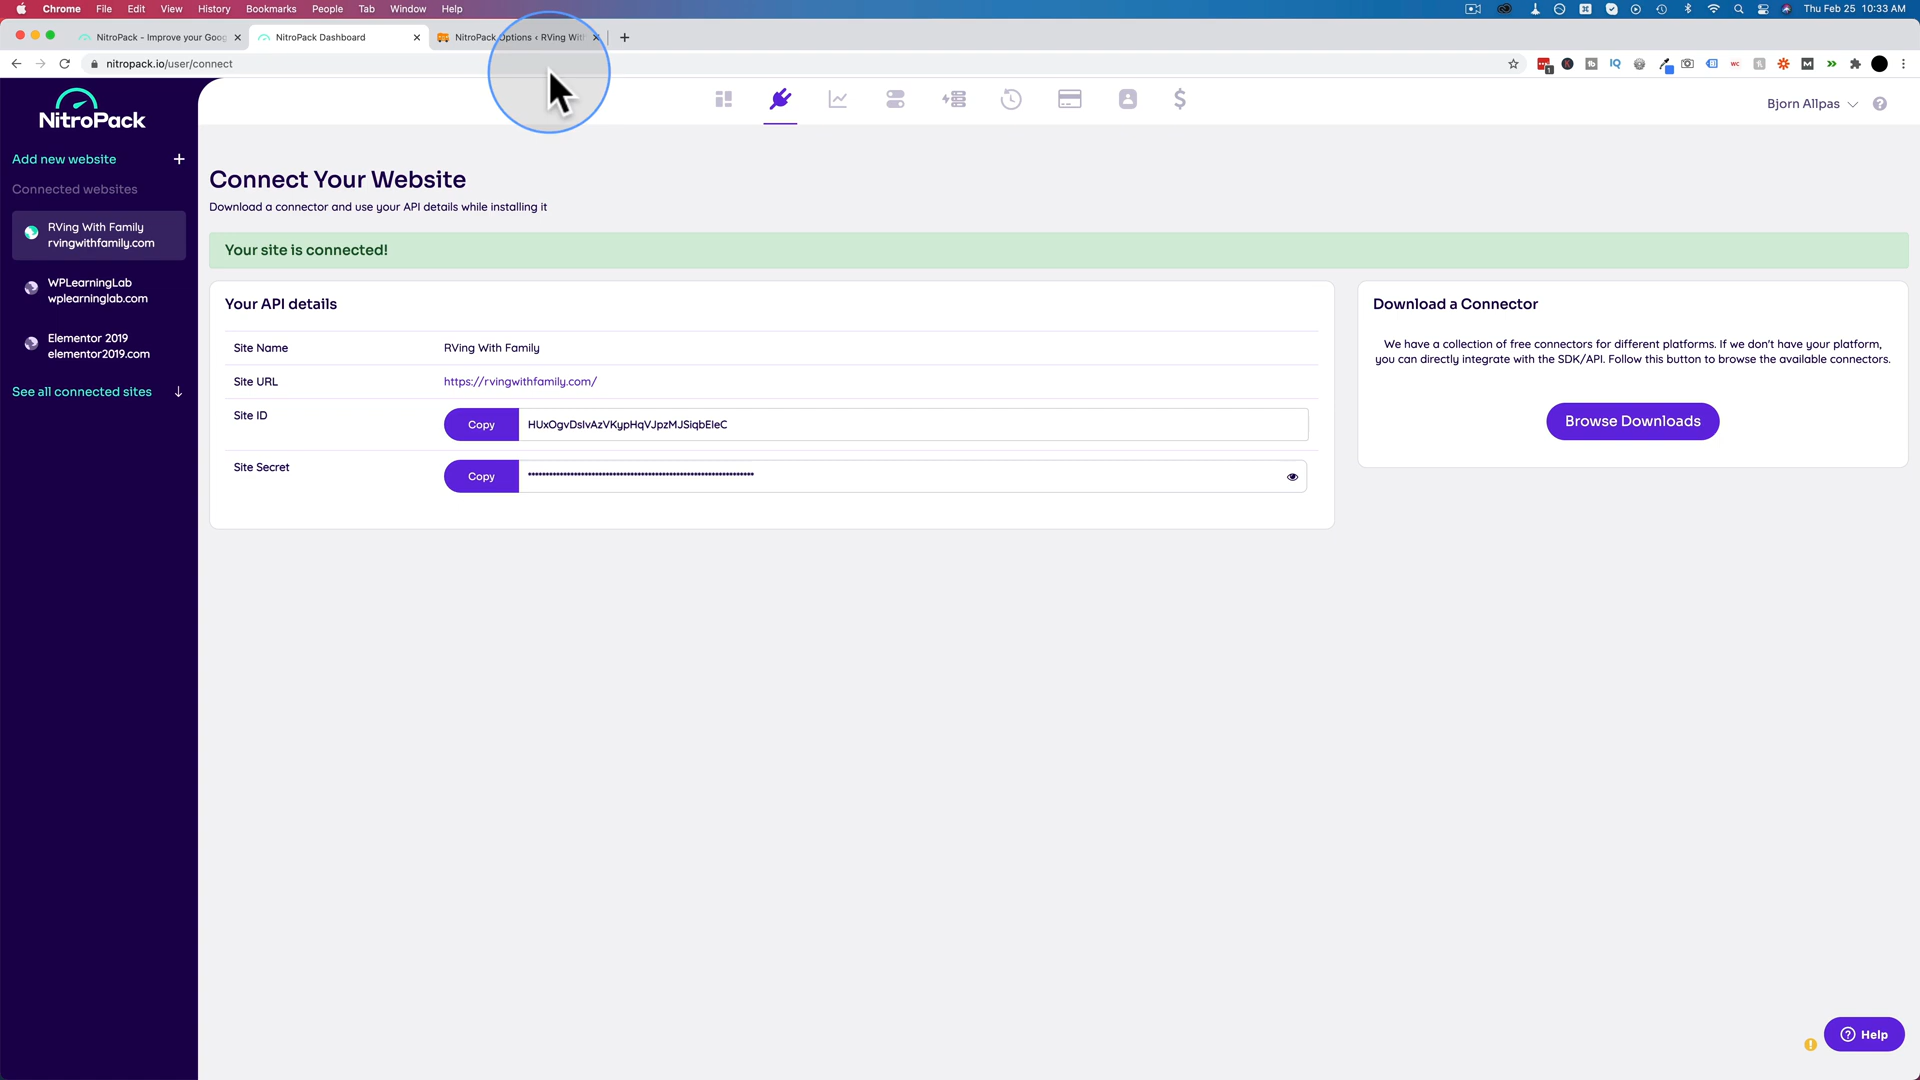 Chrome File Edit View History Bookmarks People Tab Window Help Thu Feb 25 10:33 AM
NitroPack - Improve your Goog NitroPack Dashboard NitroPack Options ‹ RVing With
nitropack.io/user/connect
NitroPack
Bjorn Allpas
Add new website +
Connected websites
RVing With Family
rvingwithfamily.com
WPLearningLab
wplearninglab.com
Elementor 2019
elementor2019.com
See all connected sites
Connect Your Website
Download a connector and use your API details while installing it
Your site is connected!
Your API details
Site Name RVing With Family
Site URL https://rvingwithfamily.com/
Site ID Copy HUxOgvDsIvAzVKypHqVJpzMJSiqbEIeC
Site Secret Copy
Download a Connector
We have a collection of free connectors for different platforms. If we don't have your platform,
you can directly integrate with the SDK/API. Follow this button to browse the available connectors.
Browse Downloads
Help